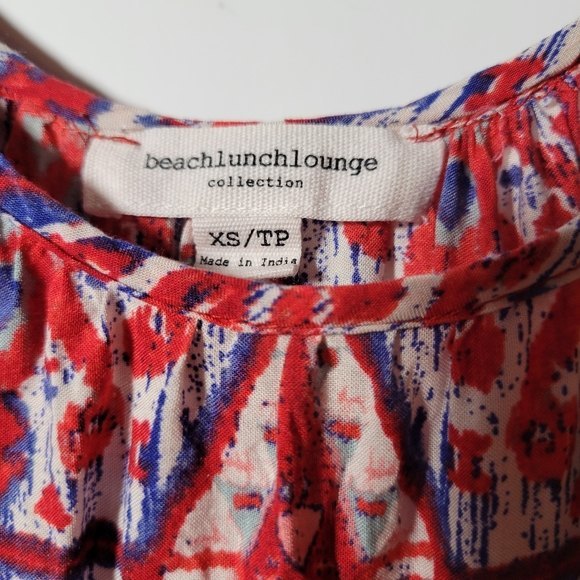 beachlunchlounge
collection
XS/TP
Made in India